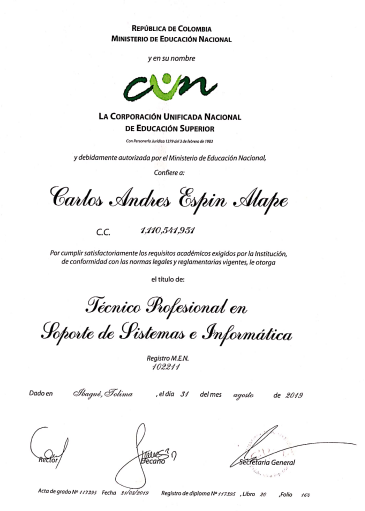 REPÚBLICA DE COLOMBIA
MINISTERIO DE EDUCACIÓN NACIONAL
y en su nombre
cun
LA CORPORACIÓN UNIFICADA NACIONAL
DE EDUCACIÓN SUPERIOR
Con Personería Jurídica 1379 del 3 de febrero de 1983
y debidamente autorizada por el Ministerio de Educación Nacional,
Confiere a:
Carlos Andres Espin Alape
C.C. 1.110,541,951
Por cumplir satisfactoriamente los requisitos académicos exigidos por la Institución,
de conformidad con las normas legales y reglamentarias vigentes, le otorga
el título de:
Técnico Profesional en
Soporte de Sistemas e Informática
Registro M.E.N.
102211
Dado en Ibagué, Tolima , el día 31 del mes agosto de 2019
Rector Decano Secretaria General
Acta de grado Nº 117295 Fecha 31/08/2019 Registro de diploma Nº 117295 , Libro 20 , Folio